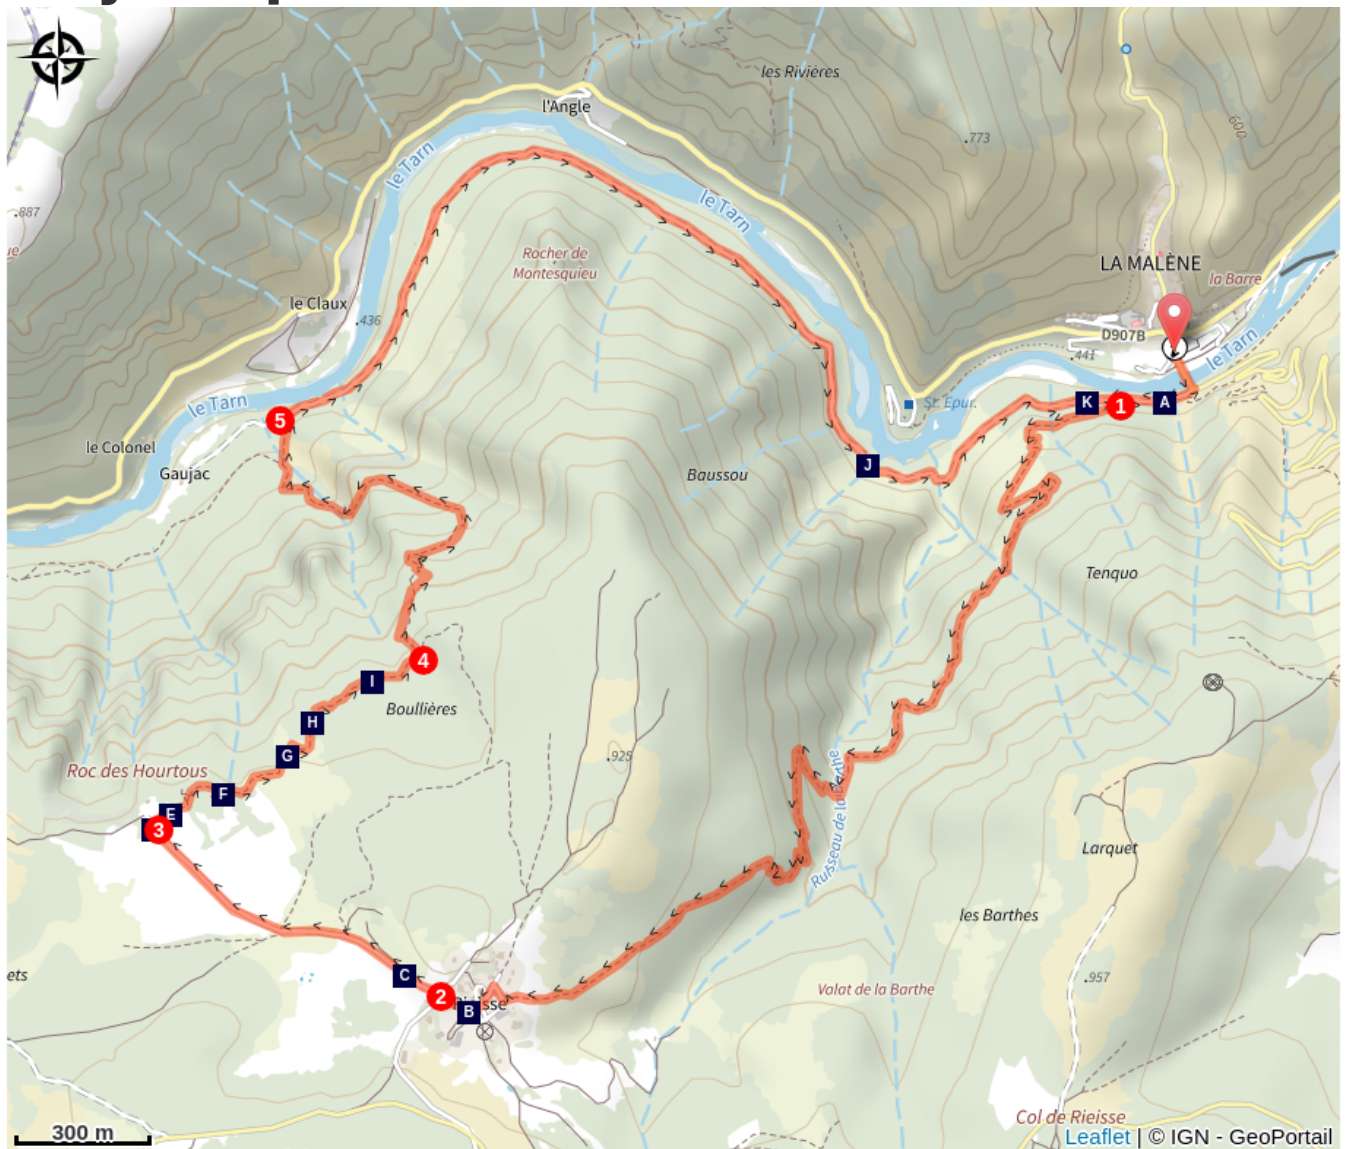 les Rivières
l'Angle
600
.773
le Tarn
le Tarn
.887
Rocher de
Montesquieu
LA MALÈNE
la Barre
le Claux
.436
D907B
.441
le Tarn
le Tarn
K
1
A
St. Epur.
5
le Colonel
Gaujac
J
Baussou
Tenquo
4
I
Boullières
H
G
.925
Roc des Hourtous
F
E
3
Ruisseau de la Barthe
Larquet
les Barthes
ets
C
2
B
.957
Volat de la Barthe
Col de Rieisse
300 m
Leaflet | © IGN - GeoPortail